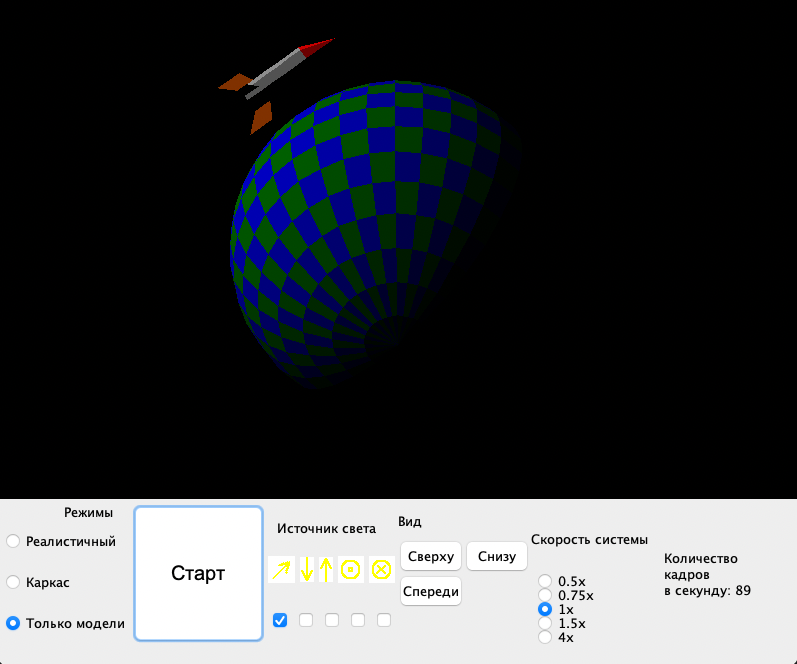 Режимы
Реалистичный
Каркас
Только модели
Старт
Источник света
Вид
Сверху
Снизу
Спереди
Скорость системы
0.5x
0.75x
1x
1.5x
4x
Количество
кадров
в секунду: 89